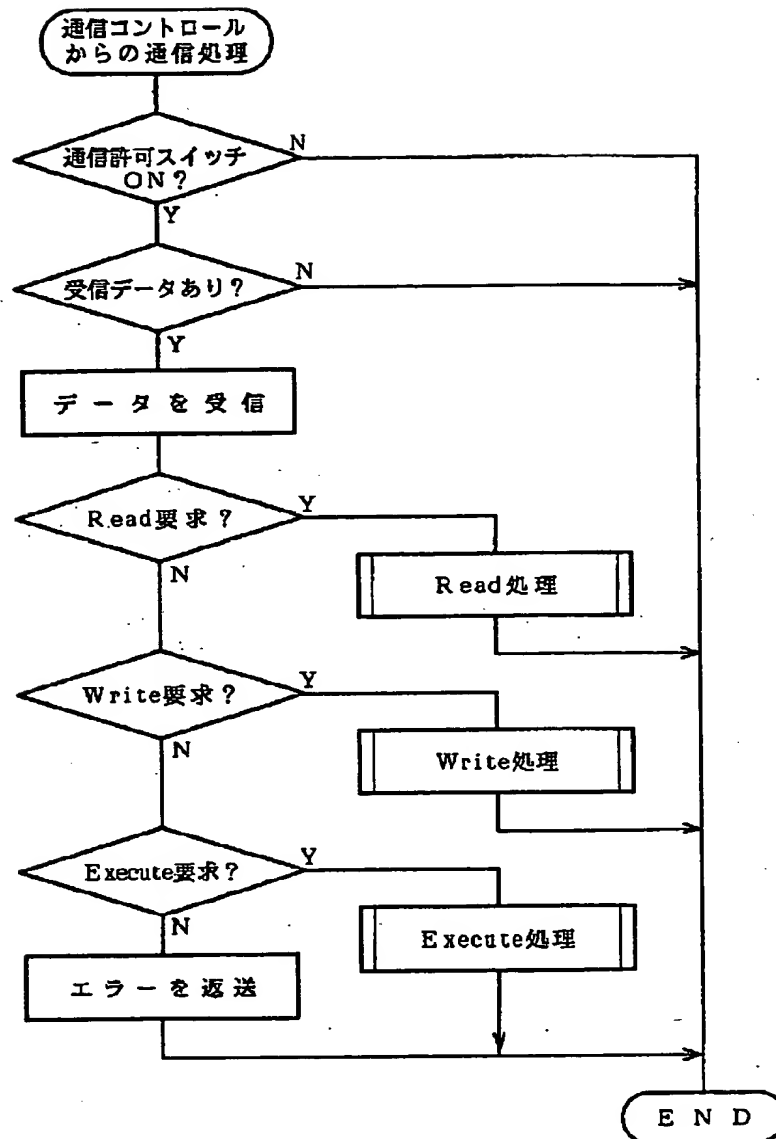 通信コントロール
からの通信処理
通信許可スイッチ
ON?
N
Y
受信データあり?
N
Y
データを受信
Read要求?
Y
N
Read処理
Write要求?
Y
N
Write処理
Execute要求?
Y
N
Execute処理
エラーを返送
END